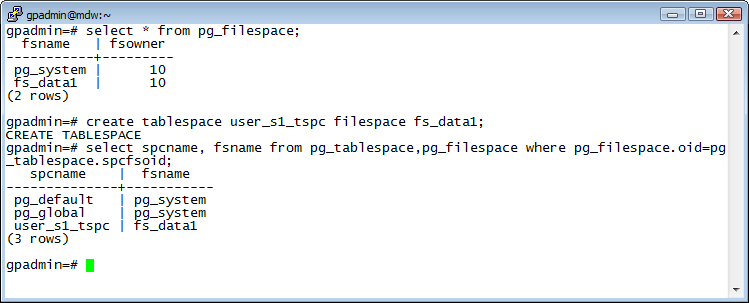 gpadmin@mdw:~
gpadmin=# select * from pg_filespace;
  fsname   | fsowner
-----------+---------
 pg_system |      10
 fs_data1  |      10
(2 rows)

gpadmin=# create tablespace user_s1_tspc filespace fs_data1;
CREATE TABLESPACE
gpadmin=# select spcname, fsname from pg_tablespace,pg_filespace where pg_filespace.oid=pg
_tablespace.spcfsoid;
   spcname    |  fsname
--------------+-----------
 pg_default   | pg_system
 pg_global    | pg_system
 user_s1_tspc | fs_data1
(3 rows)

gpadmin=#